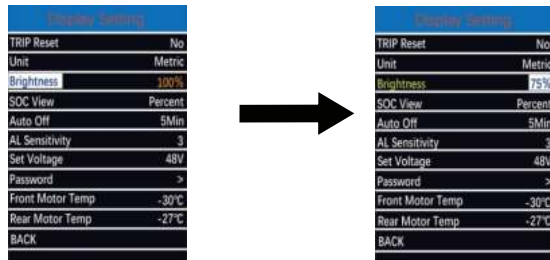 Display Setting
TRIP Reset No
Unit Metric
Brightness 100%
SOC View Percent
Auto Off 5Min
AL Sensitivity 3
Set Voltage 48V
Password >
Front Motor Temp -30℃
Rear Motor Temp -27℃
BACK
Display Setting
TRIP Reset No
Unit Metric
Brightness 75%
SOC View Percent
Auto Off 5Min
AL Sensitivity 3
Set Voltage 48V
Password >
Front Motor Temp -30℃
Rear Motor Temp -27℃
BACK